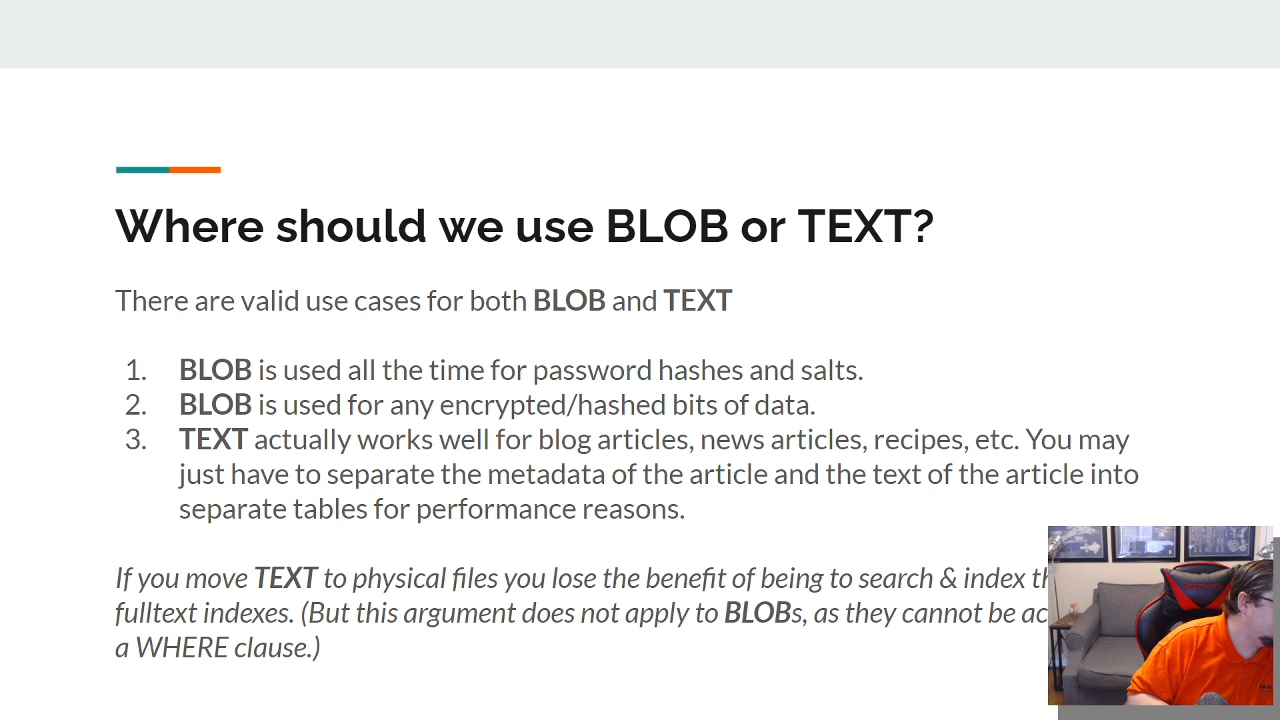 Where should we use BLOB or TEXT?
There are valid use cases for both BLOB and TEXT
1. BLOB is used all the time for password hashes and salts.
2. BLOB is used for any encrypted/hashed bits of data.
3. TEXT actually works well for blog articles, news articles, recipes, etc. You may
just have to separate the metadata of the article and the text of the article into
separate tables for performance reasons.
If you move TEXT to physical files you lose the benefit of being to search & index
fulltext indexes. (But this argument does not apply to BLOBs, as they cannot be
a WHERE clause.)